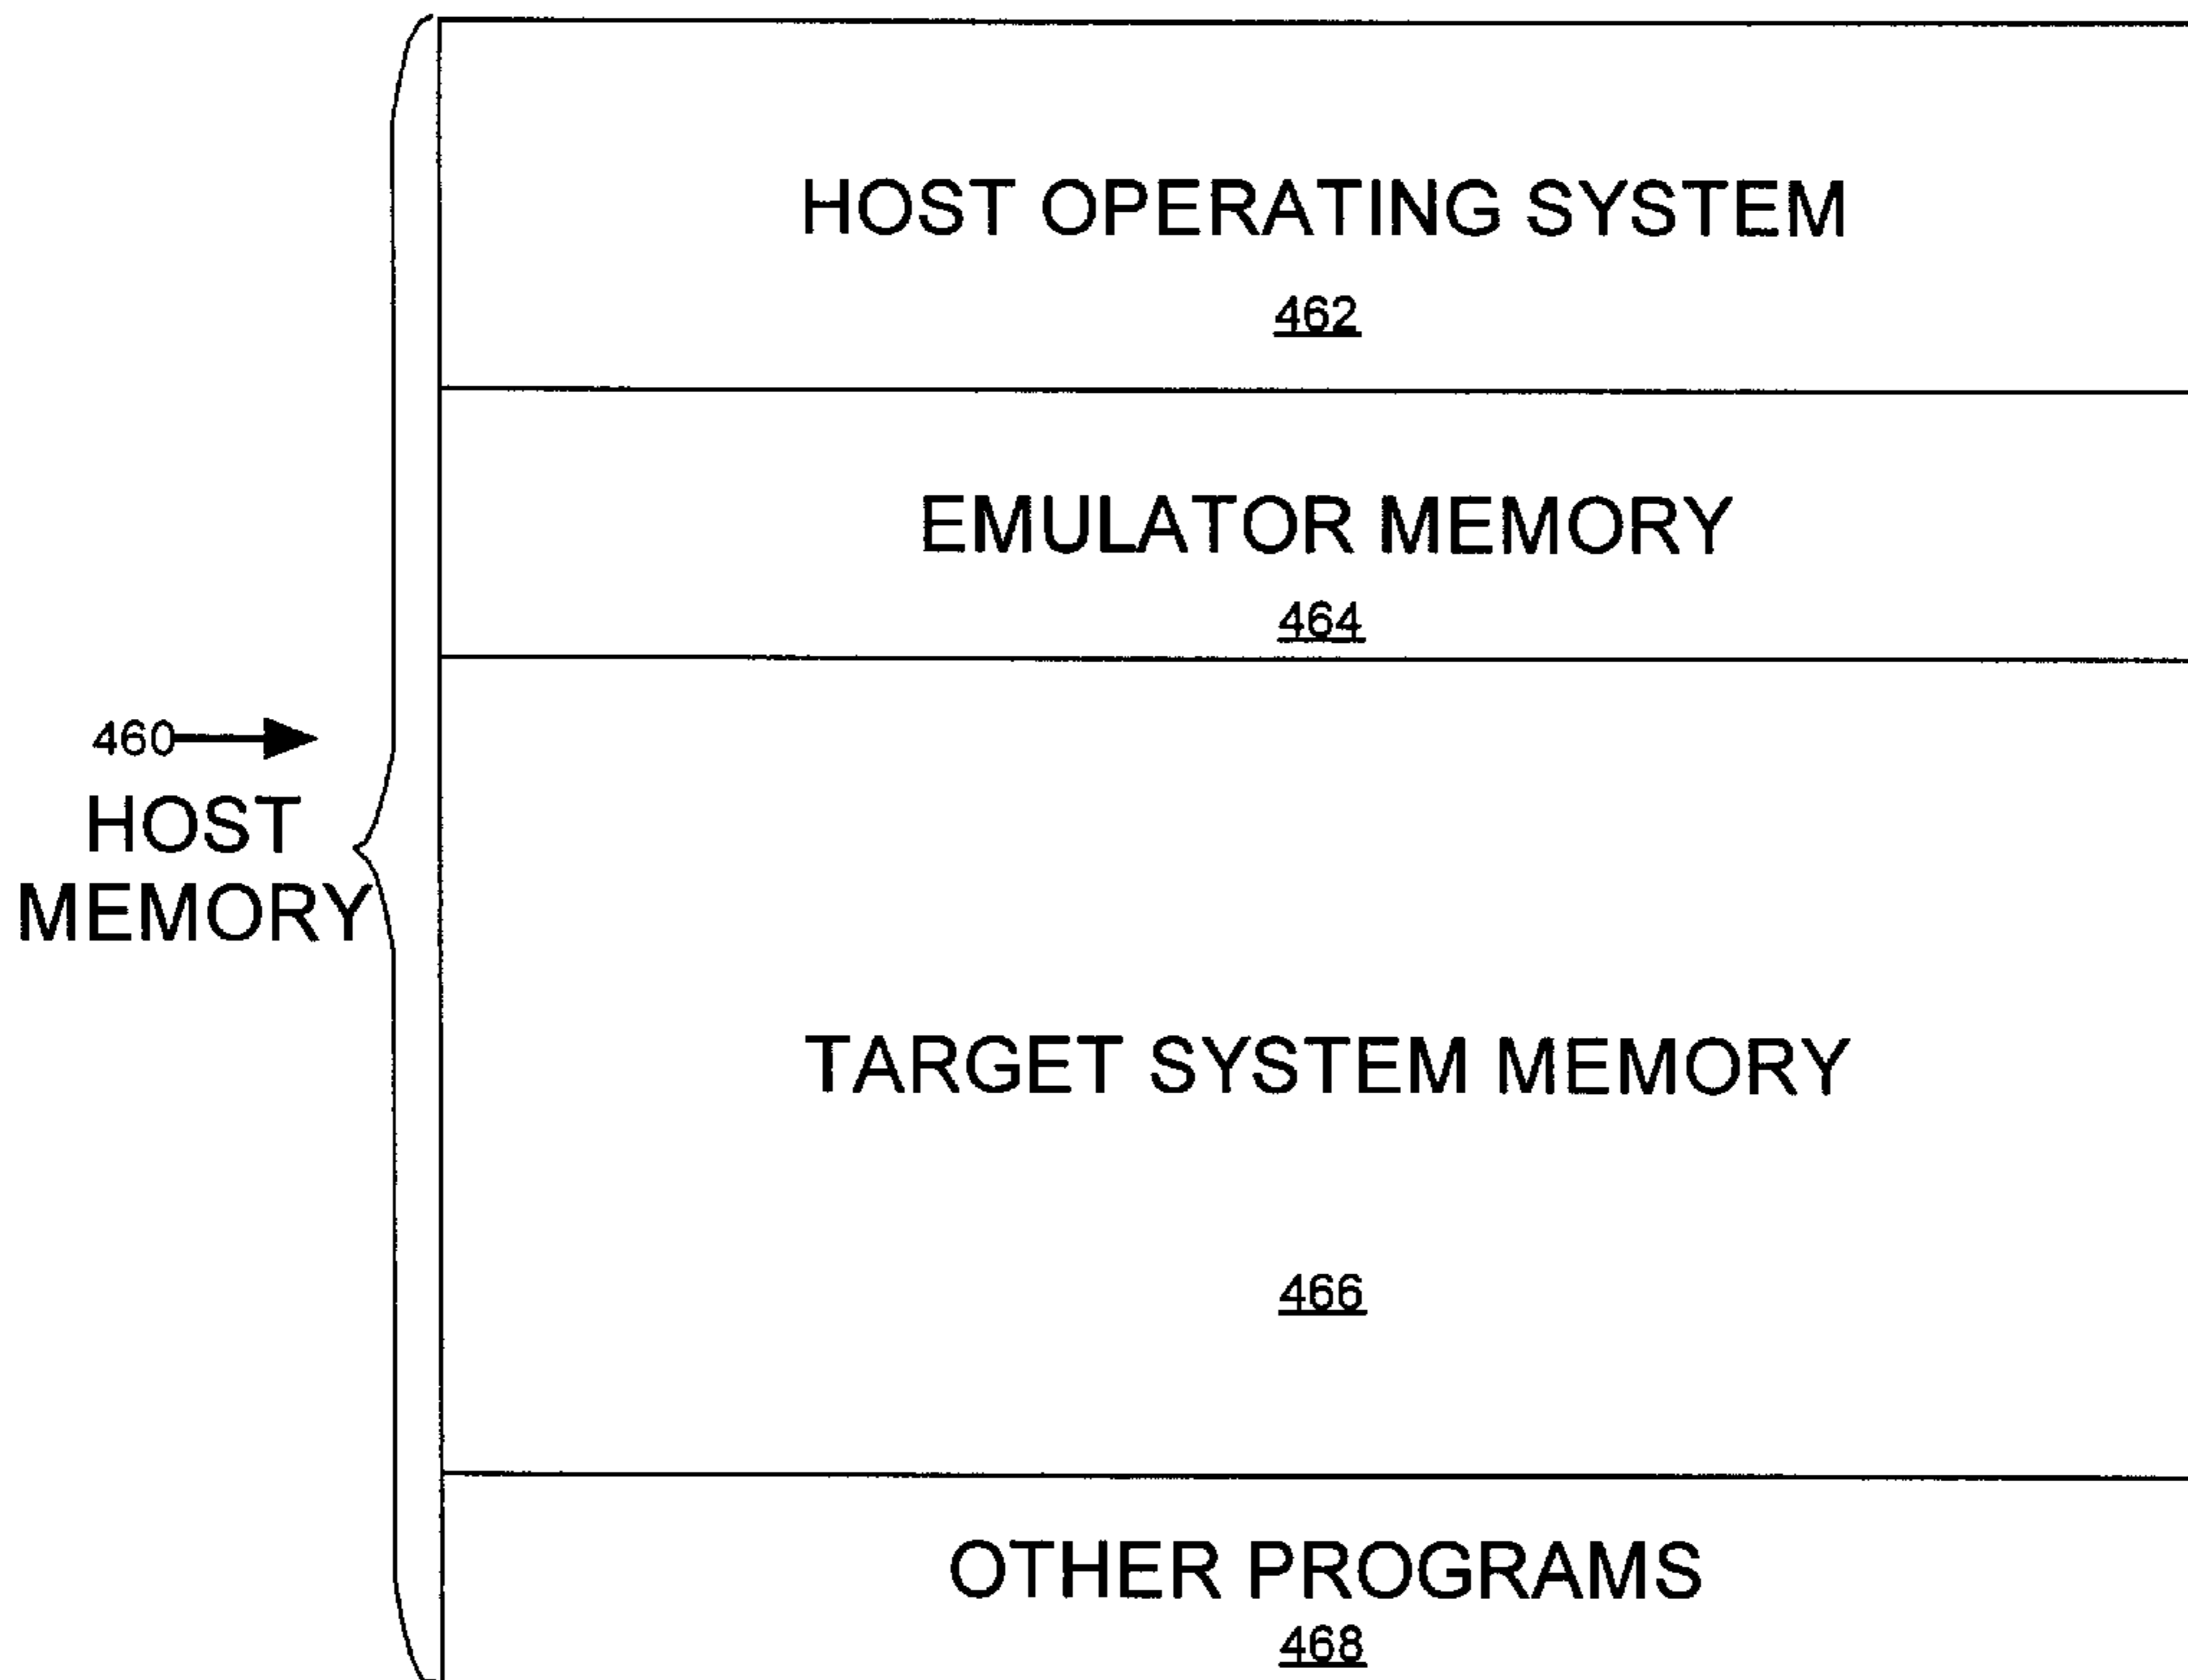 HOST OPERATING SYSTEM
462
EMULATOR MEMORY
464
460
HOST
MEMORY
TARGET SYSTEM MEMORY
466
OTHER PROGRAMS
468